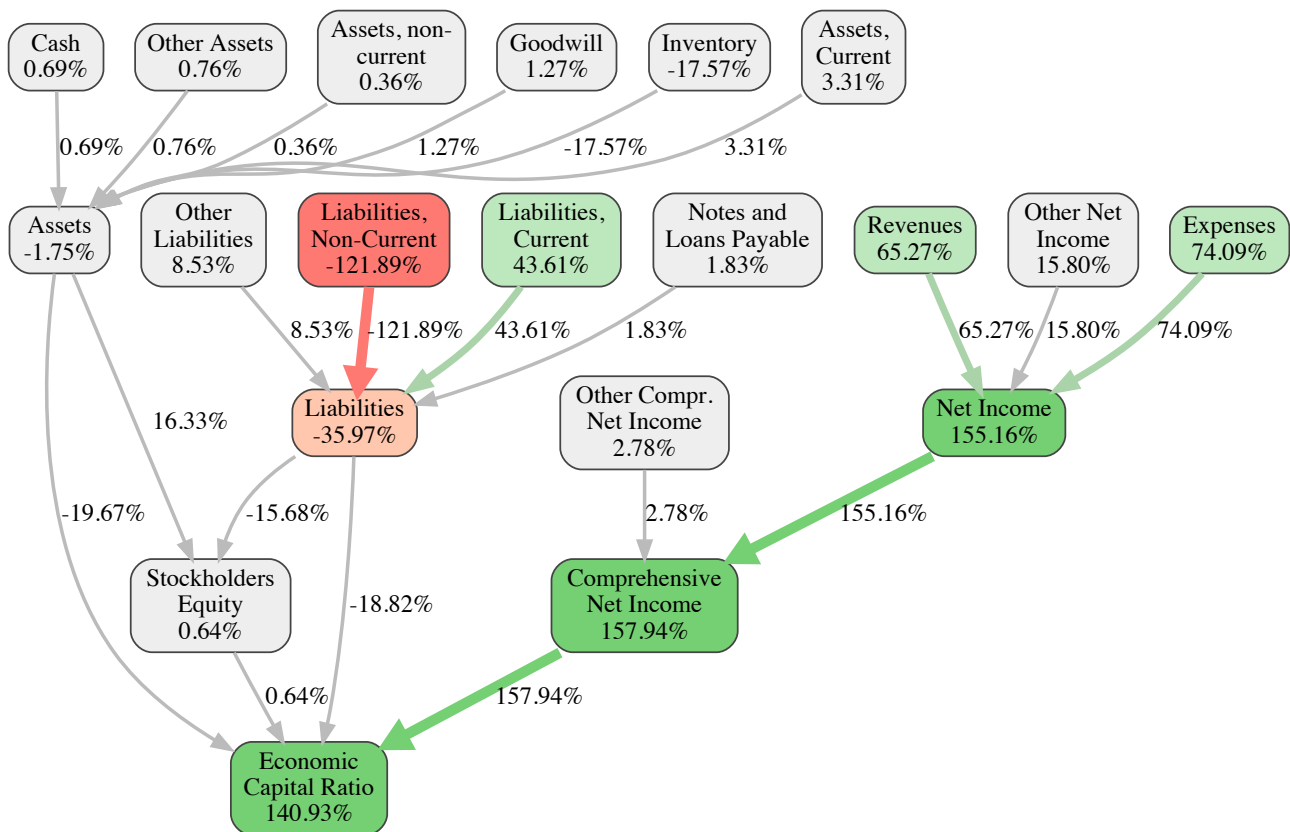 Cash
0.69%
Other Assets
0.76%
Assets, non-
current
0.36%
Goodwill
1.27%
Inventory
-17.57%
Assets,
Current
3.31%
0.69%
0.76%
0.36%
1.27%
-17.57%
3.31%
Assets
-1.75%
Other
Liabilities
8.53%
Liabilities,
Non-Current
-121.89%
Liabilities,
Current
43.61%
Notes and
Loans Payable
1.83%
Revenues
65.27%
Other Net
Income
15.80%
Expenses
74.09%
8.53%
-121.89%
43.61%
1.83%
65.27%
15.80%
74.09%
Liabilities
-35.97%
Other Compr.
Net Income
2.78%
Net Income
155.16%
16.33%
-19.67%
-15.68%
2.78%
155.16%
Stockholders
Equity
0.64%
-18.82%
Comprehensive
Net Income
157.94%
0.64%
157.94%
Economic
Capital Ratio
140.93%